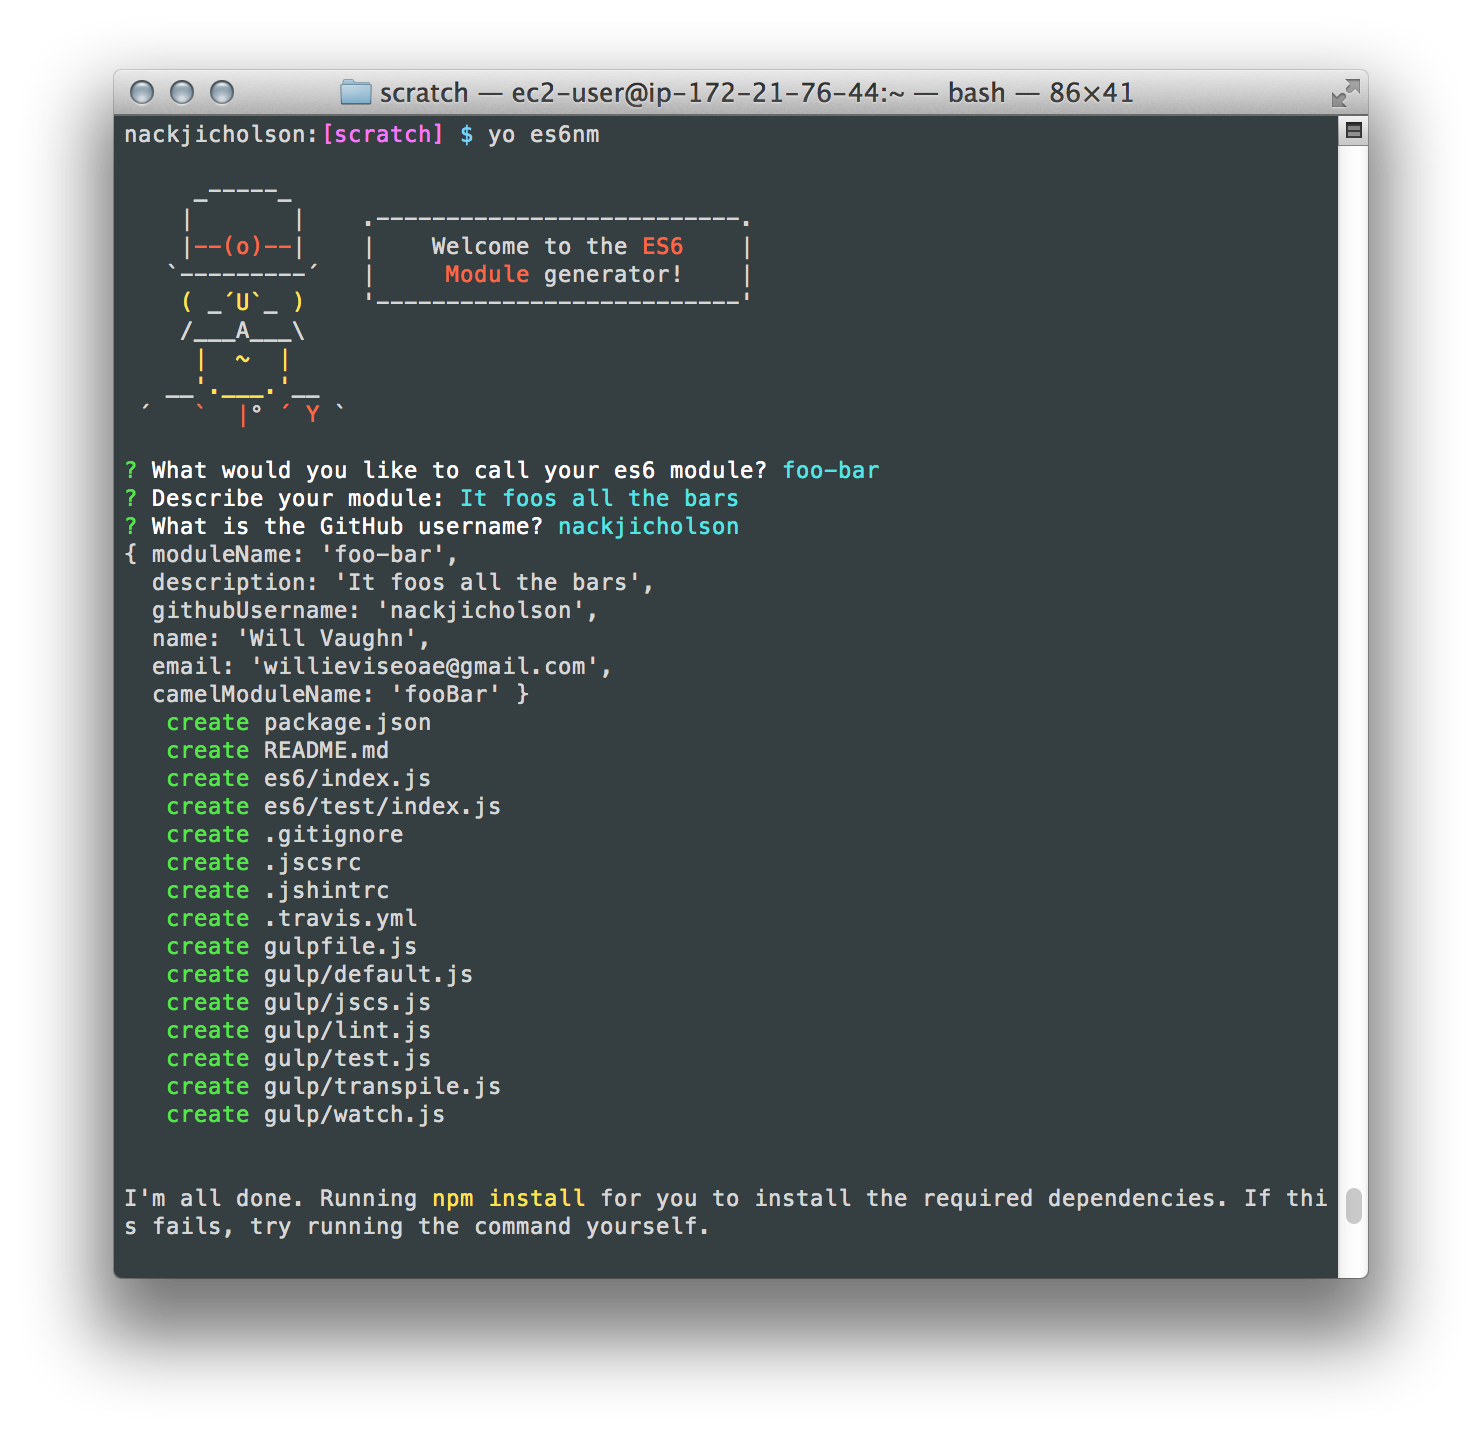 scratch — ec2-user@ip-172-21-76-44:~ — bash — 86×41
nackjicholson:[scratch] $ yo es6nm
     _-----_
    |       |    .--------------------------.
    |--(o)--|    |    Welcome to the ES6    |
   `---------´   |     Module generator!    |
    ( _´U`_ )    '--------------------------'
    /___A___\
     |  ~  |
   __'.___.'__
 ´   `  |° ´ Y `
? What would you like to call your es6 module? foo-bar
? Describe your module: It foos all the bars
? What is the GitHub username? nackjicholson
{ moduleName: 'foo-bar',
  description: 'It foos all the bars',
  githubUsername: 'nackjicholson',
  name: 'Will Vaughn',
  email: 'willieviseoae@gmail.com',
  camelModuleName: 'fooBar' }
   create package.json
   create README.md
   create es6/index.js
   create es6/test/index.js
   create .gitignore
   create .jscsrc
   create .jshintrc
   create .travis.yml
   create gulpfile.js
   create gulp/default.js
   create gulp/jscs.js
   create gulp/lint.js
   create gulp/test.js
   create gulp/transpile.js
   create gulp/watch.js
I'm all done. Running npm install for you to install the required dependencies. If thi
s fails, try running the command yourself.